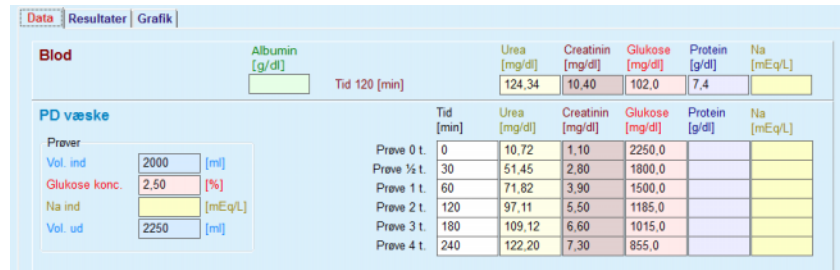 Data Resultater Grafik
Blod Albumin [g/dl] Urea [mg/dl] Creatinin [mg/dl] Glukose [mg/dl] Protein [g/dl] Na [mEq/L]
Tid 120 [min] 124,34 10,40 102,0 7,4
PD væske Tid [min] Urea [mg/dl] Creatinin [mg/dl] Glukose [mg/dl] Protein [g/dl] Na [mEq/L]
Prøver
Vol. ind 2000 [ml]
Glukose konc. 2,50 [%]
Na ind [mEq/L]
Vol. ud 2250 [ml]
Prøve 0 t. 0 10,72 1,10 2250,0
Prøve ½ t. 30 51,45 2,80 1800,0
Prøve 1 t. 60 71,82 3,90 1500,0
Prøve 2 t. 120 97,11 5,50 1185,0
Prøve 3 t. 180 109,12 6,60 1015,0
Prøve 4 t. 240 122,20 7,30 855,0